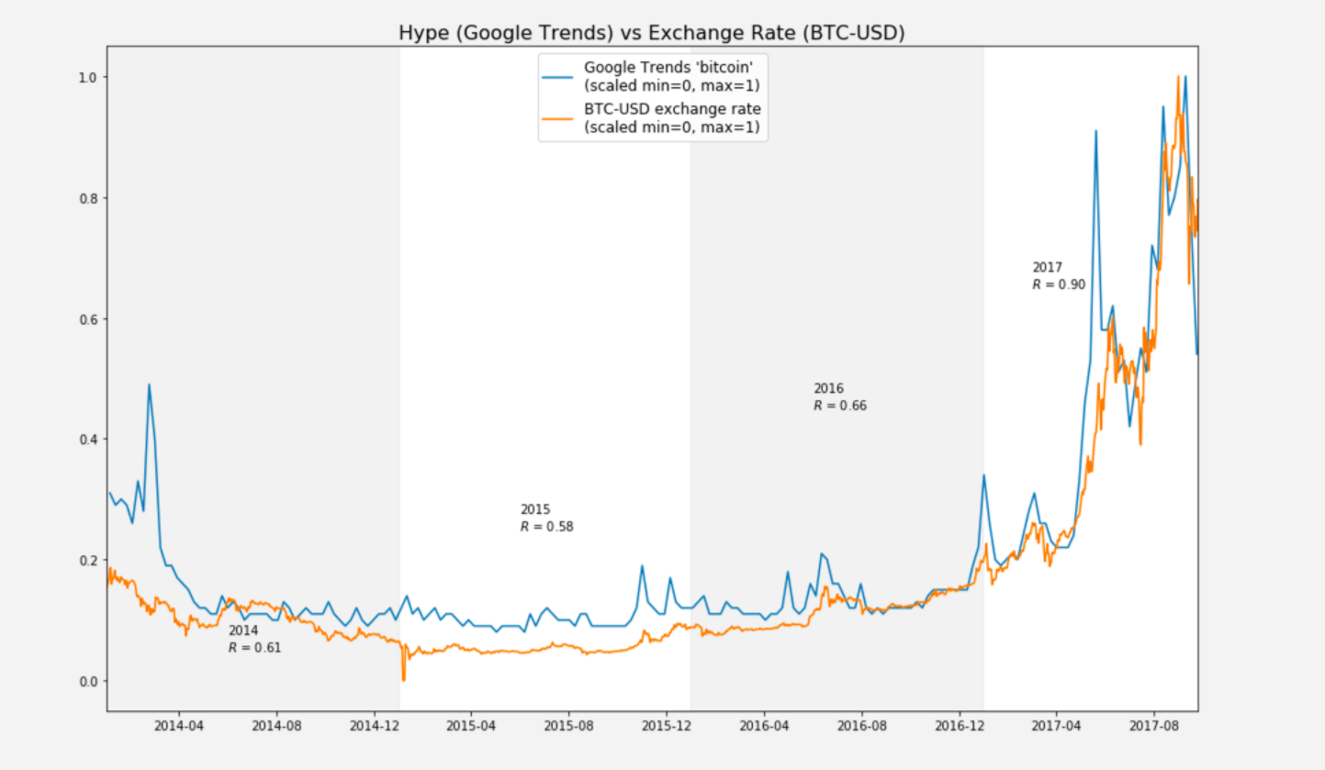 Hype (Google Trends) vs Exchange Rate (BTC-USD)
Google Trends 'bitcoin'
(scaled min=0, max=1)
BTC-USD exchange rate
(scaled min=0, max=1)
1.0
0.8
0.6
0.4
0.2
0.0
2014
R = 0.61
2015
R = 0.58
2016
R = 0.66
2017
R = 0.90
2014-04 2014-08 2014-12 2015-04 2015-08 2015-12 2016-04 2016-08 2016-12 2017-04 2017-08